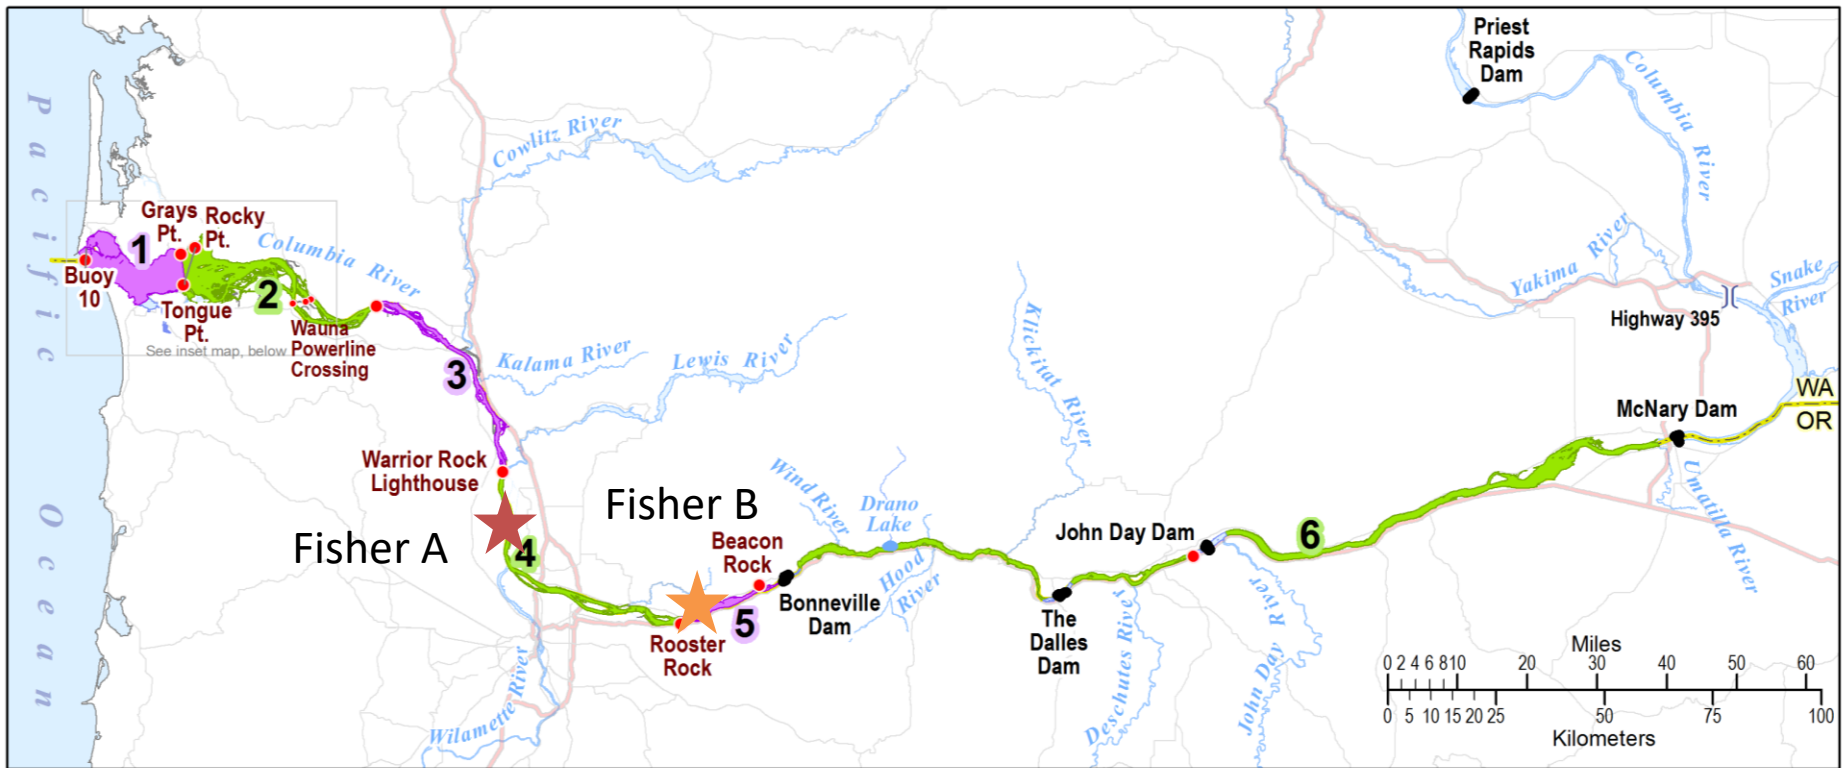 Priest
Rapids
Dam
Columbia
River
Pacific
Ocean
Cowlitz River
Grays
Pt.
Rocky
Pt.
1
Buoy
10
Columbia River
2
Tongue
Pt.
See inset map, below
Wauna
Powerline
Crossing
3
Kalama River
Lewis River
Klickitat River
Yakima River
Snake
River
Highway 395
WA
OR
McNary Dam
Umatilla River
Warrior Rock
Lighthouse
Fisher A
4
Fisher B
Beacon
Rock
Wind River
Drano
Lake
Hood
River
John Day Dam
6
Bonneville
Dam
5
Rooster
Rock
The
Dalles
Dam
Deschutes River
John Day River
Wilamette River
Miles
0 2 4 6 8 10 20 30 40 50 60
0 5 10 15 20 25 50 75 100
Kilometers